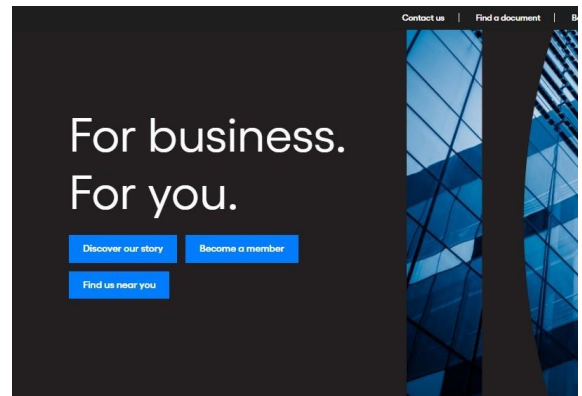 Contact us | Find a document |
For business.
For you.
Discover our story Become a member
Find us near you